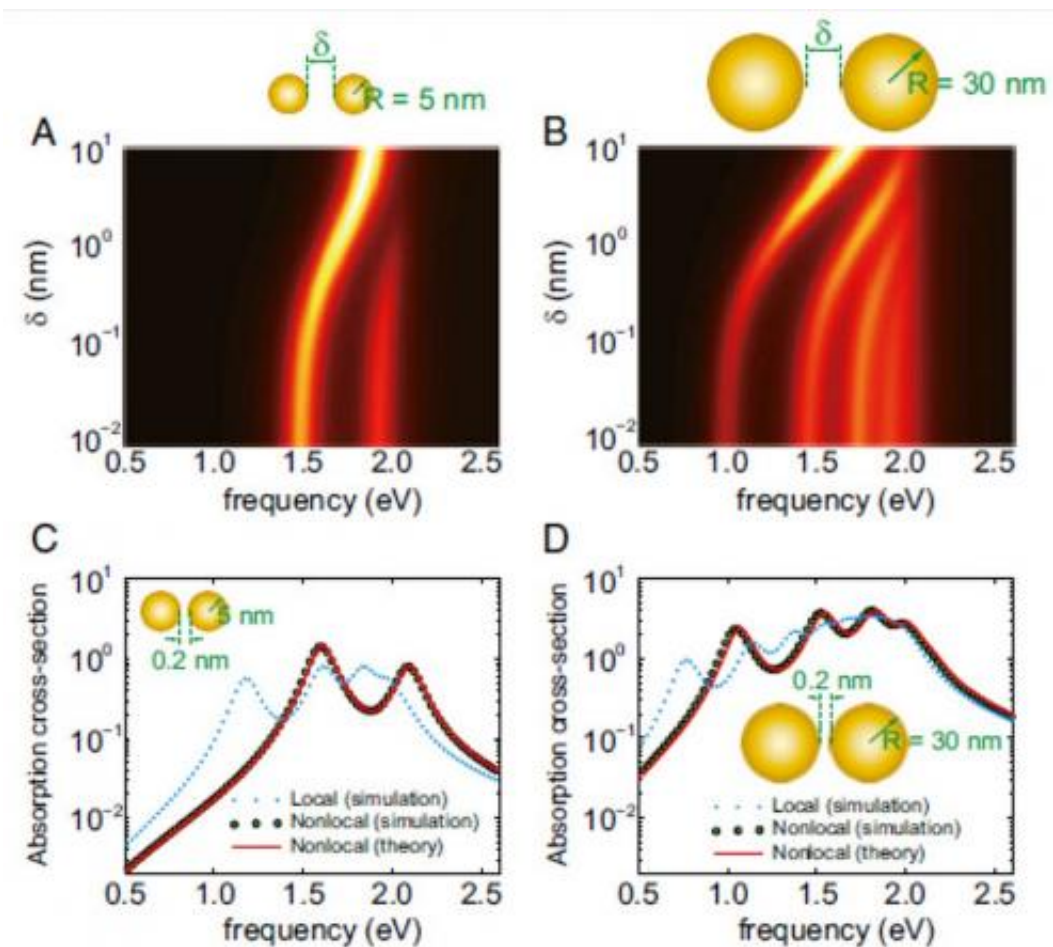 δ
R = 5 nm
δ
R = 30 nm
A
B
10¹
10⁰
10⁻¹
10⁻²
δ (nm)
0.5 1.0 1.5 2.0 2.5
frequency (eV)
10¹
10⁰
10⁻¹
10⁻²
δ (nm)
0.5 1.0 1.5 2.0 2.5
frequency (eV)
C
D
10¹
10⁰
10⁻¹
10⁻²
Absorption cross-section
5 nm
0.2 nm
Local (simulation)
Nonlocal (simulation)
Nonlocal (theory)
0.5 1.0 1.5 2.0 2.5
frequency (eV)
10¹
10⁰
10⁻¹
10⁻²
Absorption cross-section
0.2 nm
R = 30 nm
Local (simulation)
Nonlocal (simulation)
Nonlocal (theory)
0.5 1.0 1.5 2.0 2.5
frequency (eV)